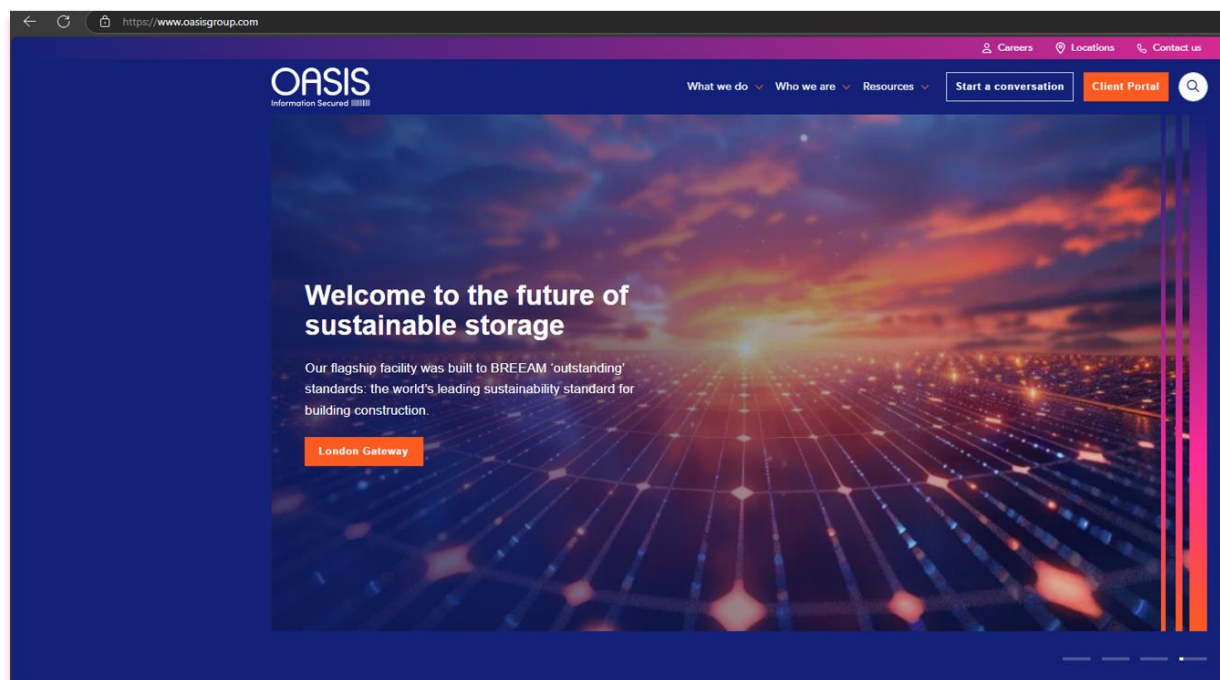 https://www.oasisgroup.com
Careers Locations Contact us
OASIS
Information Secured
What we do Who we are Resources Start a conversation Client Portal
Welcome to the future of
sustainable storage
Our flagship facility was built to BREEAM ‘outstanding’
standards: the world’s leading sustainability standard for
building construction.
London Gateway